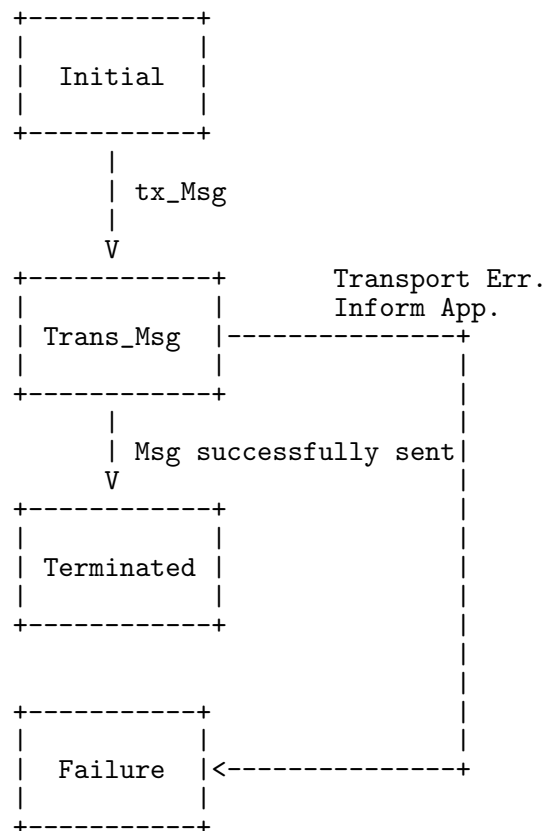 Initial
tx_Msg
Transport Err.
Inform App.
Trans_Msg
Msg successfully sent
Terminated
Failure